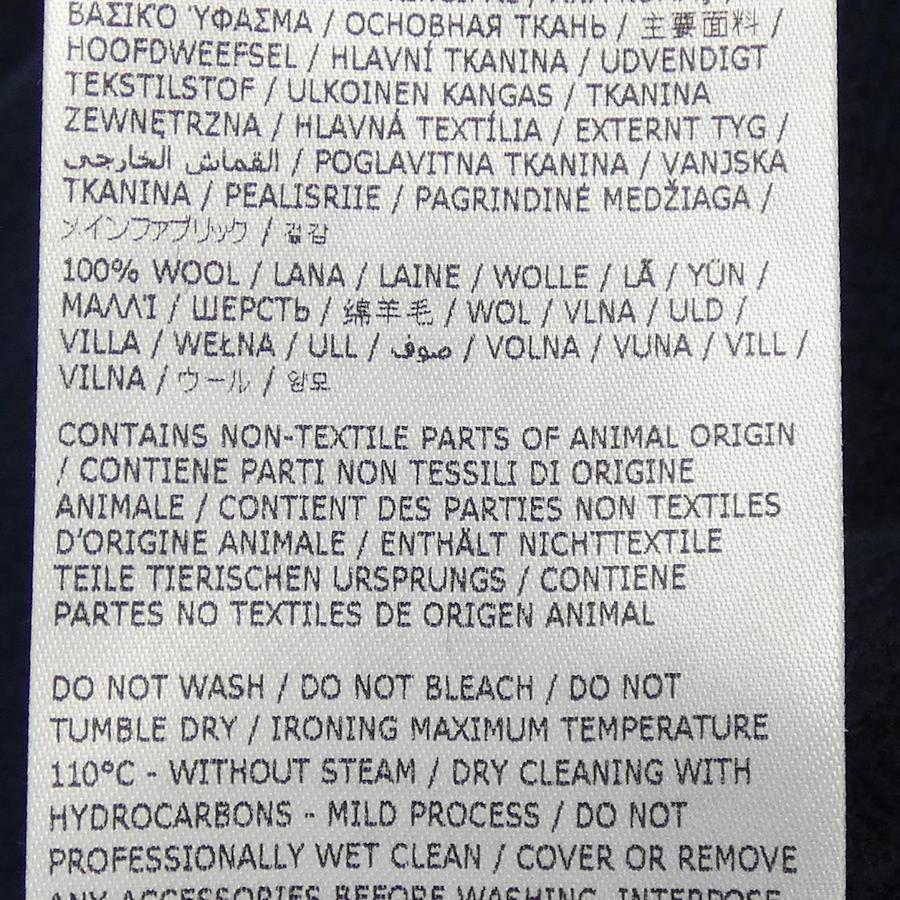 ΒΑΣΙΚΌ ΎΦΑΣΜΑ / ОСНОВНАЯ ТКАНЬ / 主要面料 /
HOOFDWEEFSEL / HLAVNÍ TKANINA / UDVENDIGT
TEKSTILSTOF / ULKOINEN KANGAS / TKANINA
ZEWNĘTRZNA / HLAVNÁ TEXTÍLIA / EXTERNT TYG /
القماش الخارجي / POGLAVITNA TKANINA / VANJSKA
TKANINA / PEALISRIIE / PAGRINDINĖ MEDŽIAGA /
メインファブリック / 겉감
100% WOOL / LANA / LAINE / WOLLE / LÃ / YÜN /
ΜΑΛΛΊ / ШЕРСТЬ / 绵羊毛 / WOL / VLNA / ULD /
VILLA / WEŁNA / ULL / صوف / VOLNA / VUNA / VILL /
VILNA / ウール / 양모
CONTAINS NON-TEXTILE PARTS OF ANIMAL ORIGIN
/ CONTIENE PARTI NON TESSILI DI ORIGINE
ANIMALE / CONTIENT DES PARTIES NON TEXTILES
D'ORIGINE ANIMALE / ENTHÄLT NICHTTEXTILE
TEILE TIERISCHEN URSPRUNGS / CONTIENE
PARTES NO TEXTILES DE ORIGEN ANIMAL
DO NOT WASH / DO NOT BLEACH / DO NOT
TUMBLE DRY / IRONING MAXIMUM TEMPERATURE
110°C - WITHOUT STEAM / DRY CLEANING WITH
HYDROCARBONS - MILD PROCESS / DO NOT
PROFESSIONALLY WET CLEAN / COVER OR REMOVE
ANY ACCESSORIES BEFORE WASHING, INTERPOSE